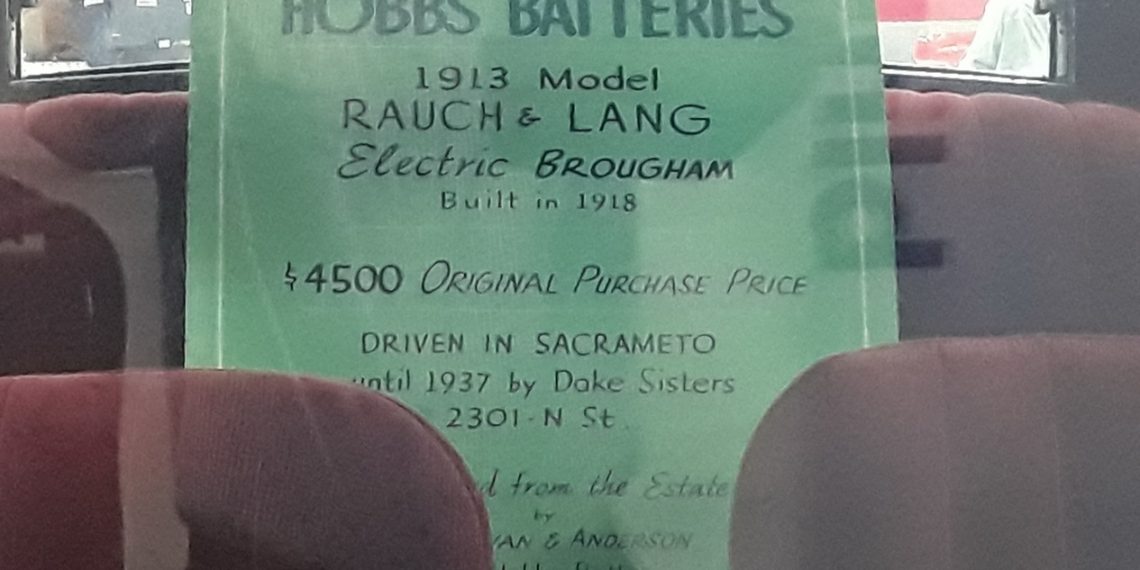 HOBBS BATTERIES
1913 Model
RAUCH & LANG
Electric BROUGHAM
Built in 1918
$4500 ORIGINAL PURCHASE PRICE
DRIVEN IN SACRAMETO
until 1937 by Dake Sisters
2301-N St.
from the Estate
by
& ANDERSON